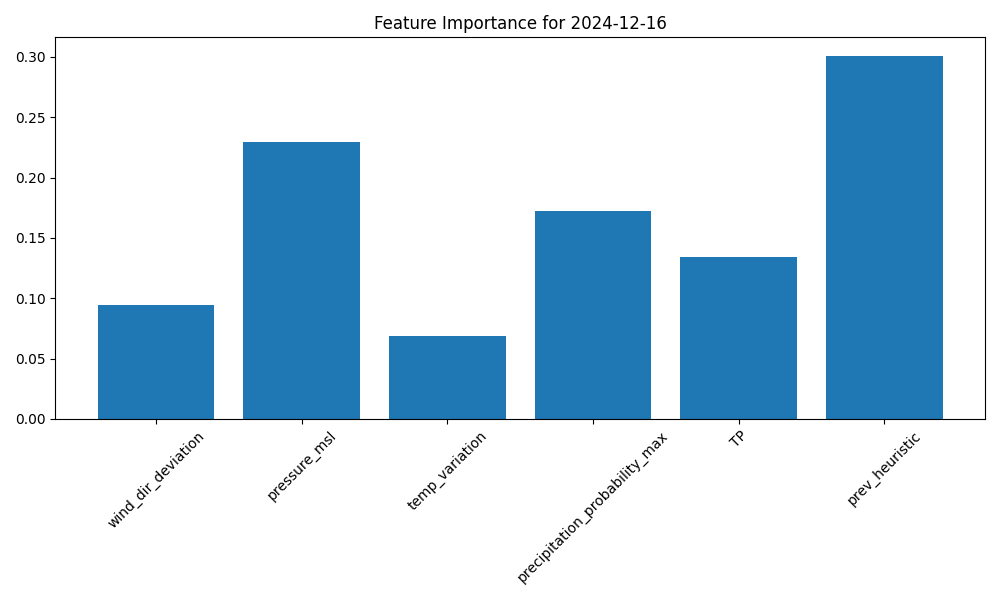 Feature Importance for 2024-12-16
0.30
0.25
0.20
0.15
0.10
0.05
0.00
wind_dir_deviation
pressure_msl
temp_variation
precipitation_probability_max
TP
prev_heuristic